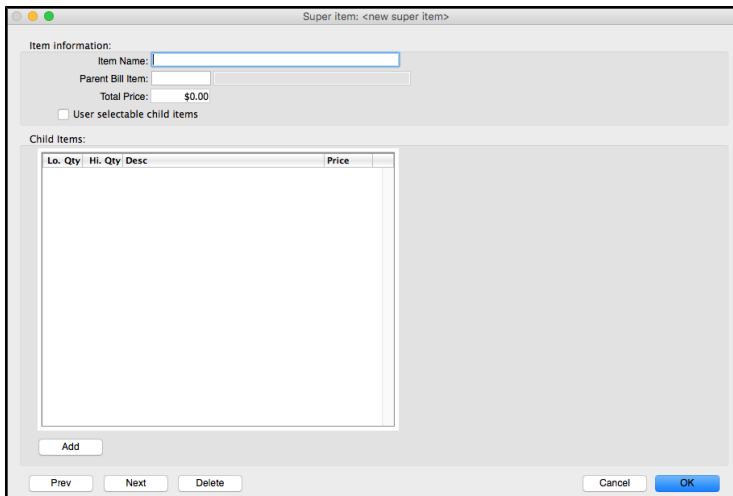 Super item: <new super item>
Item information:
Item Name:
Parent Bill Item:
Total Price: $0.00
User selectable child items
Child Items:
Lo. Qty Hi. Qty Desc Price
Add
Prev Next Delete Cancel OK